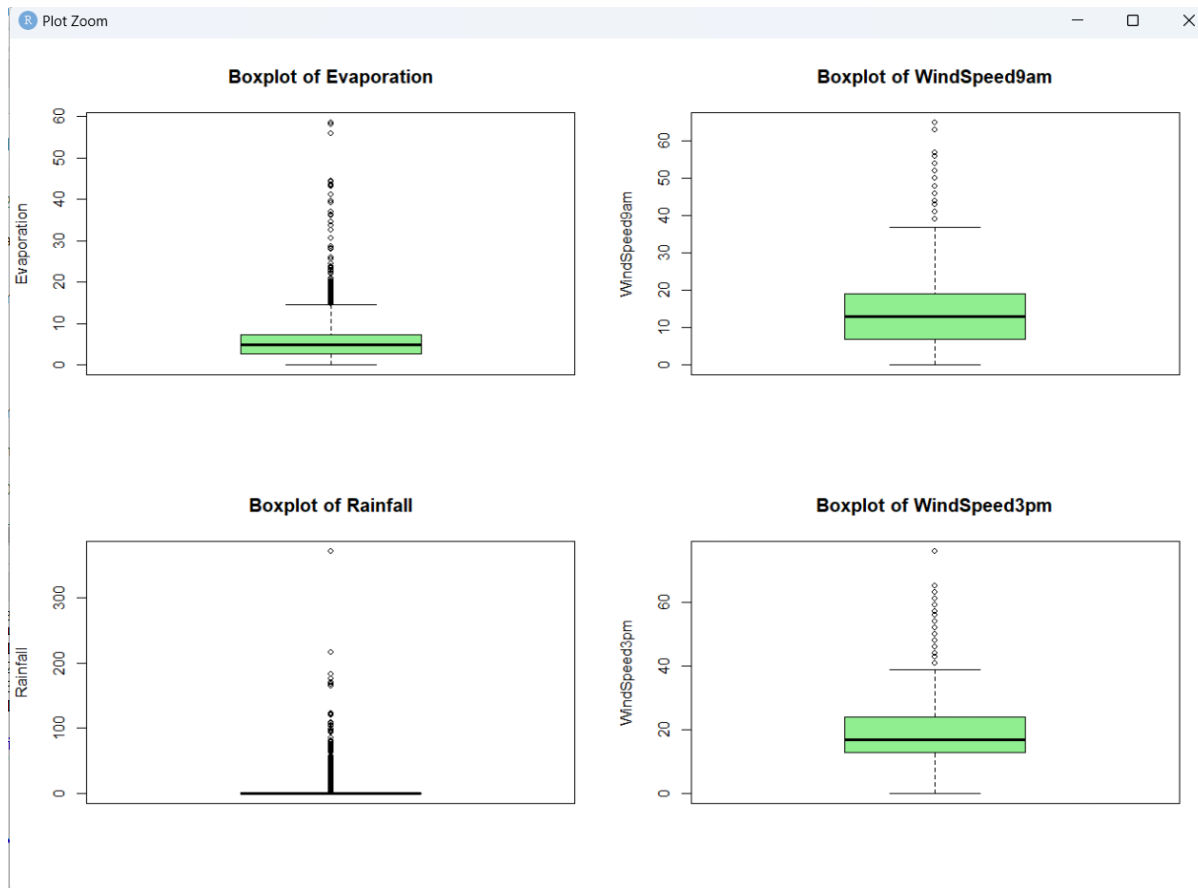 R Plot Zoom
Boxplot of Evaporation
Evaporation
60
50
40
30
20
10
0
Boxplot of WindSpeed9am
WindSpeed9am
60
50
40
30
20
10
0
Boxplot of Rainfall
Rainfall
300
200
100
0
Boxplot of WindSpeed3pm
WindSpeed3pm
60
40
20
0